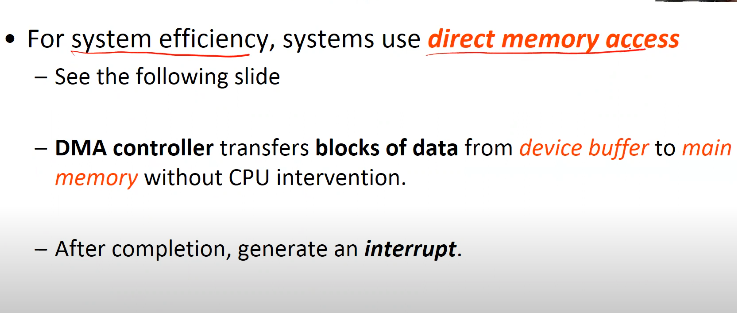 • For system efficiency, systems use direct memory access
– See the following slide
– DMA controller transfers blocks of data from device buffer to main
memory without CPU intervention.
– After completion, generate an interrupt.